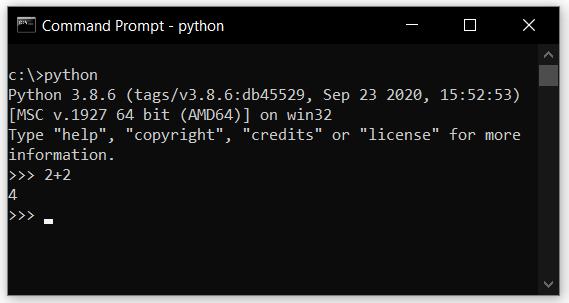 Command Prompt - python
c:\>python
Python 3.8.6 (tags/v3.8.6:db45529, Sep 23 2020, 15:52:53)
[MSC v.1927 64 bit (AMD64)] on win32
Type "help", "copyright", "credits" or "license" for more
information.
>>> 2+2
4
>>>